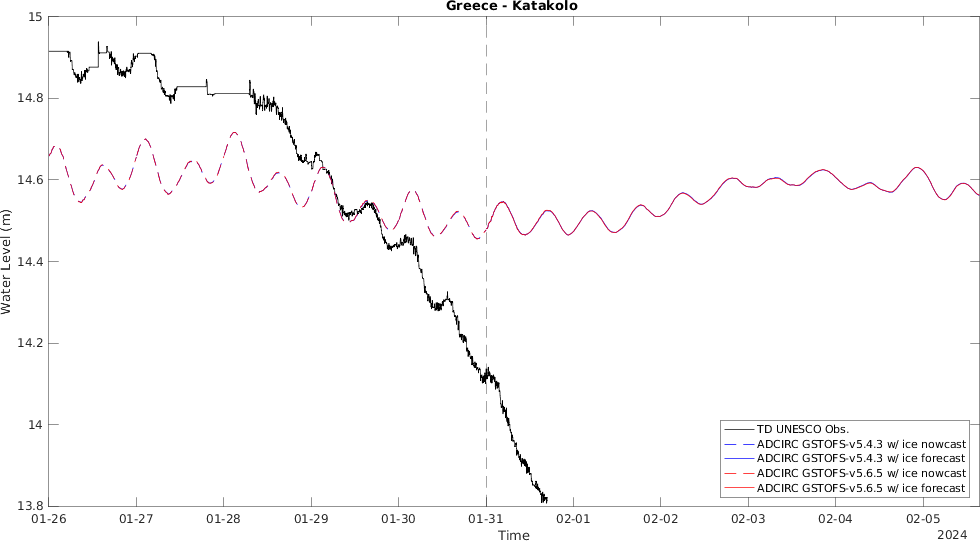 Greece - Katakolo
15
14.8
14.6
14.4
14.2
14
13.8
Water Level (m)
TD UNESCO Obs.
ADCIRC GSTOFS-v5.4.3 w/ ice nowcast
ADCIRC GSTOFS-v5.4.3 w/ ice forecast
ADCIRC GSTOFS-v5.6.5 w/ ice nowcast
ADCIRC GSTOFS-v5.6.5 w/ ice forecast
01-26 01-27 01-28 01-29 01-30 01-31 02-01 02-02 02-03 02-04 02-05
Time
2024